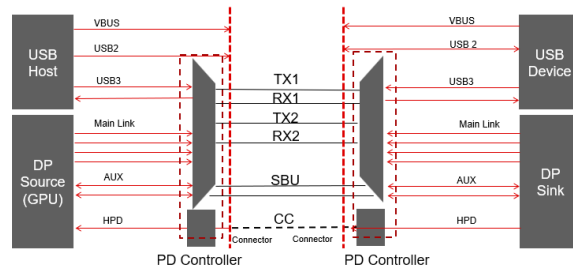 VBUS
VBUS
USB
Host
USB2
USB 2
USB
Device
USB3
TX1
USB3
RX1
TX2
Main Link
RX2
Main Link
DP
Source
(GPU)
DP
Sink
AUX
SBU
AUX
HPD
CC
HPD
Connector
Connector
PD Controller
PD Controller